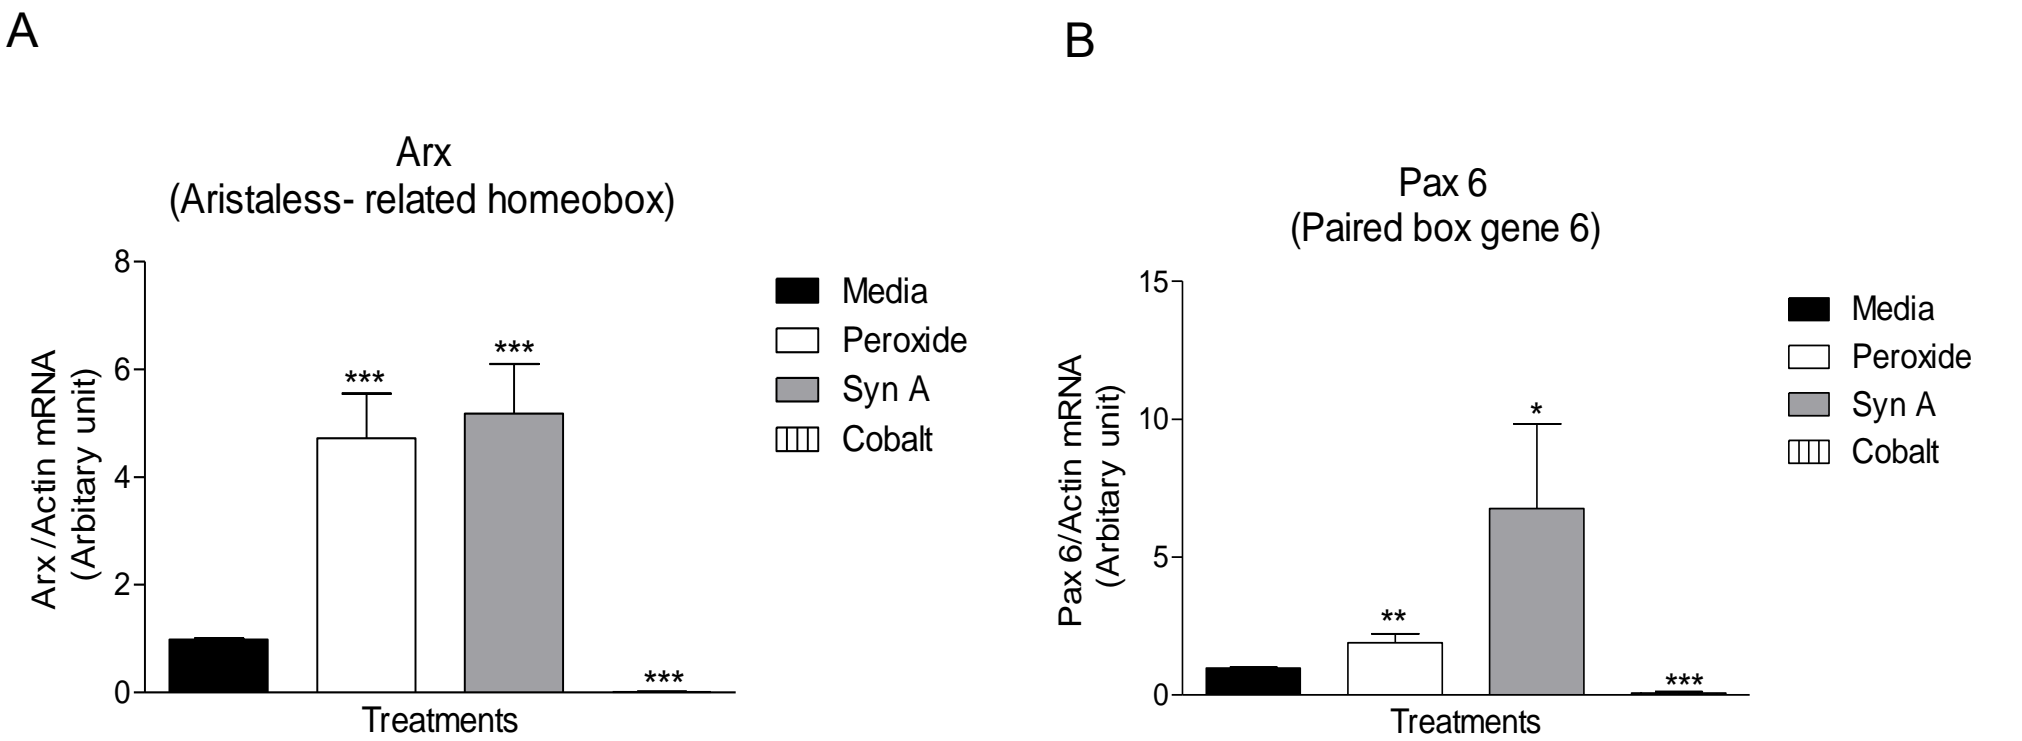 A
Arx
(Aristaless- related homeobox)
8
6
4
2
0
Arx /Actin mRNA
(Arbitary unit)
***
***
***
Treatments
Media
Peroxide
Syn A
Cobalt
B
Pax 6
(Paired box gene 6)
15
10
5
0
Pax 6/Actin mRNA
(Arbitary unit)
**
*
***
Treatments
Media
Peroxide
Syn A
Cobalt